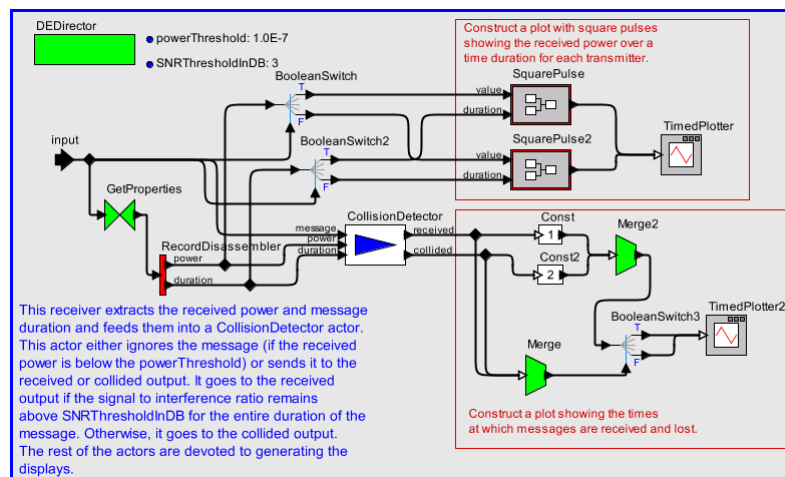 DEDirector
powerThreshold: 1.0E-7
SNRThresholdInDB: 3
Construct a plot with square pulses
showing the received power over a
time duration for each transmitter.
BooleanSwitch
T
F
SquarePulse
value
duration
input
BooleanSwitch2
T
F
SquarePulse2
value
duration
TimedPlotter
GetProperties
RecordDisassembler
power
duration
CollisionDetector
message
power
duration
received
collided
Const
1
Const2
2
Merge2
BooleanSwitch3
T
F
TimedPlotter2
Merge
This receiver extracts the received power and message
duration and feeds them into a CollisionDetector actor.
This actor either ignores the message (if the received
power is below the powerThreshold) or sends it to the
received or collided output. It goes to the received
output if the signal to interference ratio remains
above SNRThresholdInDB for the entire duration of the
message. Otherwise, it goes to the collided output.
The rest of the actors are devoted to generating the
displays.
Construct a plot showing the times
at which messages are received and lost.